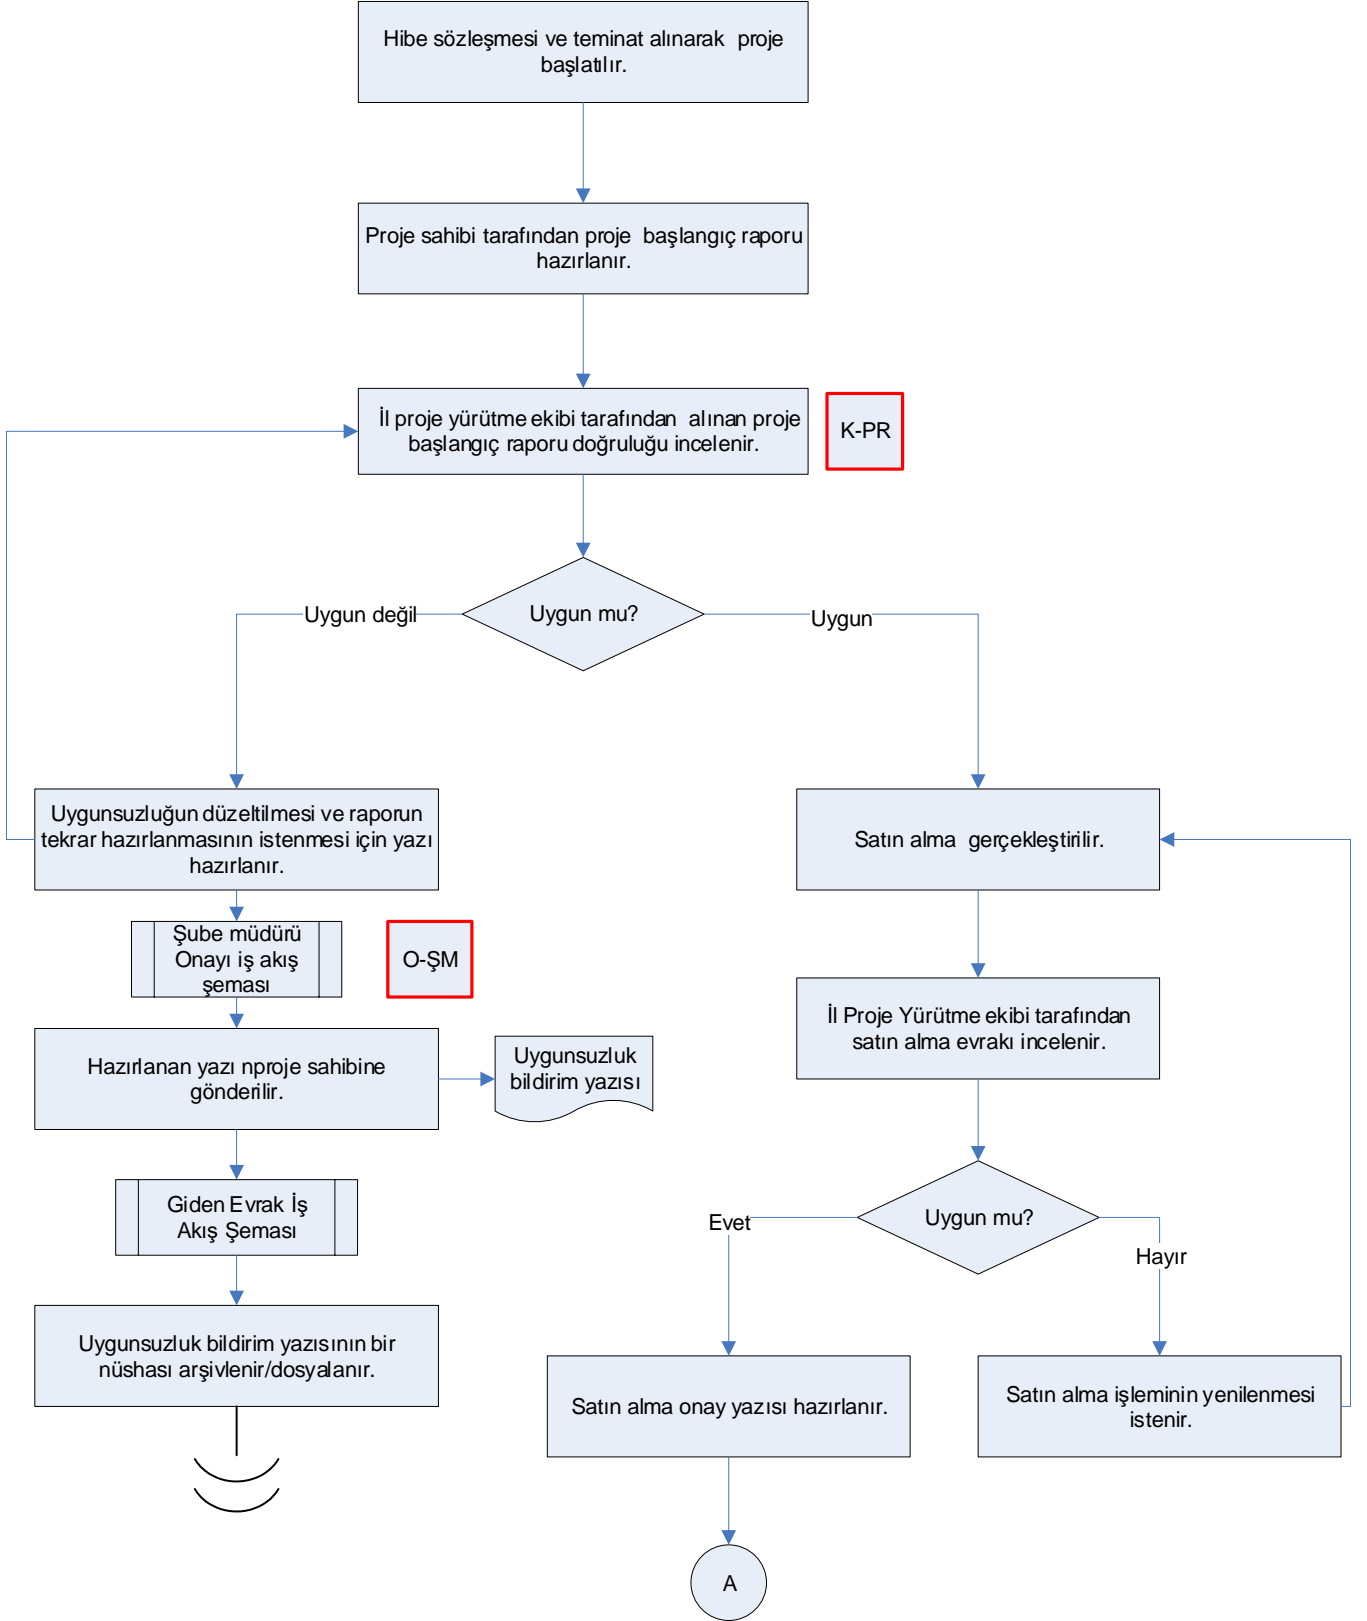 Hibe sözleşmesi ve teminat alınarak proje
başlatılır.
Proje sahibi tarafından proje başlangıç raporu
hazırlanır.
İl proje yürütme ekibi tarafından alınan proje
başlangıç raporu doğruluğu incelenir.
K-PR
Uygun mu?
Uygun değil
Uygun
Uygunsuzluğun düzeltilmesi ve raporun
tekrar hazırlanmasının istenmesi için yazı
hazırlanır.
Satın alma gerçekleştirilir.
Şube müdürü
Onayı iş akış
şeması
O-ŞM
İl Proje Yürütme ekibi tarafından
satın alma evrakı incelenir.
Hazırlanan yazı nproje sahibine
gönderilir.
Uygunsuzluk
bildirim yazısı
Giden Evrak İş
Akış Şeması
Uygun mu?
Evet
Hayır
Uygunsuzluk bildirim yazısının bir
nüshası arşivlenir/dosyalanır.
Satın alma onay yazısı hazırlanır.
Satın alma işleminin yenilenmesi
istenir.
A